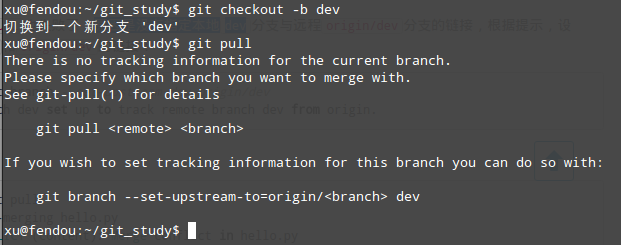 xu@fendou:~/git_study$ git checkout -b dev
切换到一个新分支 'dev'
xu@fendou:~/git_study$ git pull
There is no tracking information for the current branch.
Please specify which branch you want to merge with.
See git-pull(1) for details
git pull <remote> <branch>
If you wish to set tracking information for this branch you can do so with:
git branch --set-upstream-to=origin/<branch> dev
xu@fendou:~/git_study$